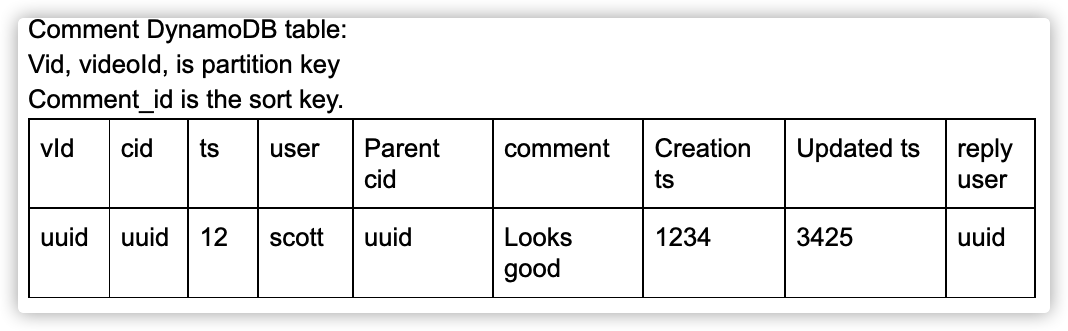 Comment DynamoDB table:
Vid, videoId, is partition key
Comment_id is the sort key.
vId cid ts user Parent cid comment Creation ts Updated ts reply user
uuid uuid 12 scott uuid Looks good 1234 3425 uuid